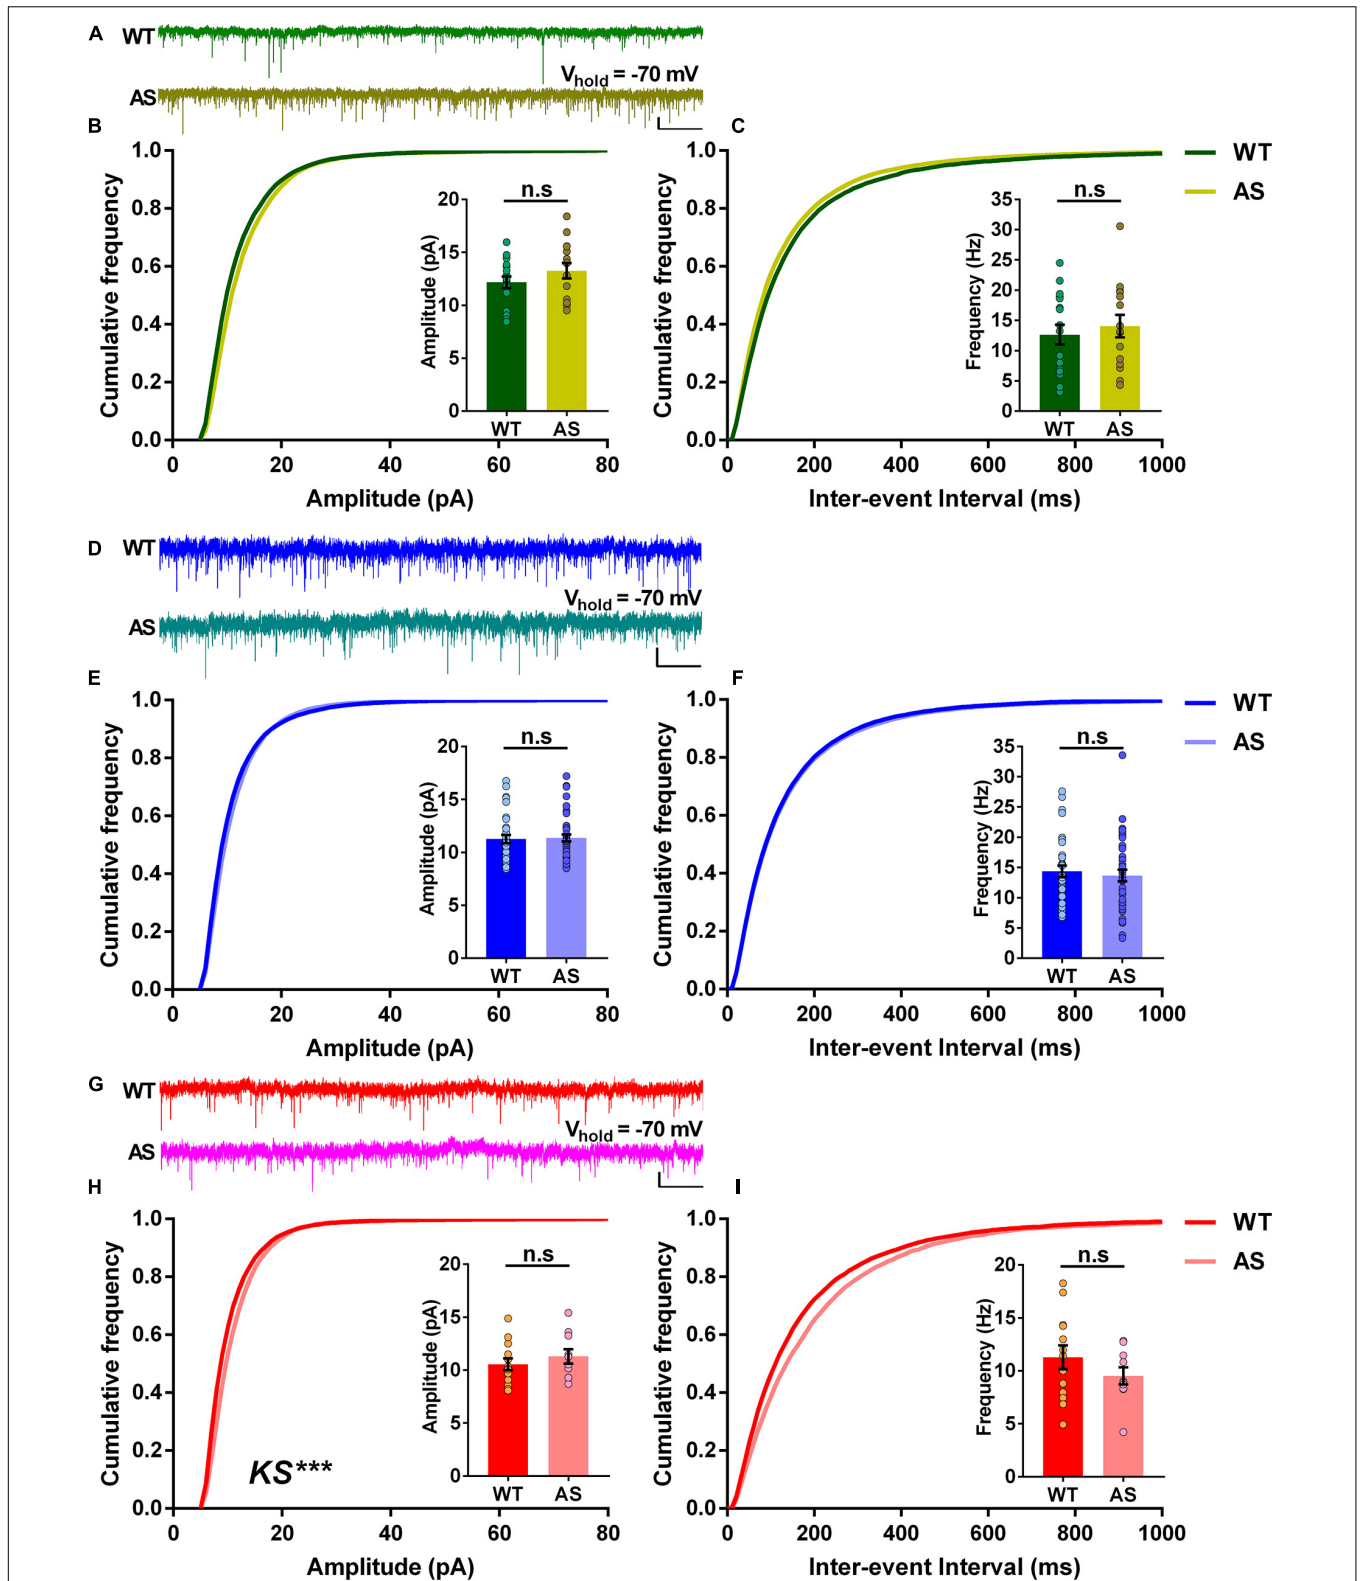 A
WT
V hold = -70 mV
AS
B
C
1.0
0.8
0.6
0.4
0.2
0.0
Cumulative frequency
0 20 40 60 80
Amplitude (pA)
n.s
20
15
10
5
0
Amplitude (pA)
WT AS
1.0
0.8
0.6
0.4
0.2
0.0
Cumulative frequency
0 200 400 600 800 1000
Inter-event Interval (ms)
n.s
35
30
25
20
15
10
5
0
Frequency (Hz)
WT AS
WT
AS
D
WT
V hold = -70 mV
AS
E
F
1.0
0.8
0.6
0.4
0.2
0.0
Cumulative frequency
0 20 40 60 80
Amplitude (pA)
n.s
20
15
10
5
0
Amplitude (pA)
WT AS
1.0
0.8
0.6
0.4
0.2
0.0
Cumulative frequency
0 200 400 600 800 1000
Inter-event Interval (ms)
n.s
35
30
25
20
15
10
5
0
Frequency (Hz)
WT AS
WT
AS
G
WT
V hold = -70 mV
AS
H
I
1.0
0.8
0.6
0.4
0.2
0.0
Cumulative frequency
0 20 40 60 80
Amplitude (pA)
KS***
n.s
20
15
10
5
0
Amplitude (pA)
WT AS
1.0
0.8
0.6
0.4
0.2
0.0
Cumulative frequency
0 200 400 600 800 1000
Inter-event Interval (ms)
n.s
20
15
10
5
0
Frequency (Hz)
WT AS
WT
AS